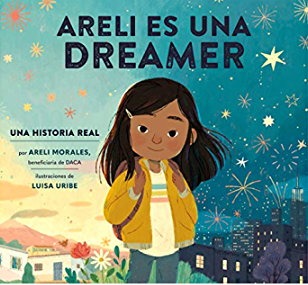 ARELI ES UNA
DREAMER
UNA HISTORIA REAL
por ARELI MORALES,
beneficiaria de DACA
ilustraciones de
LUISA URIBE